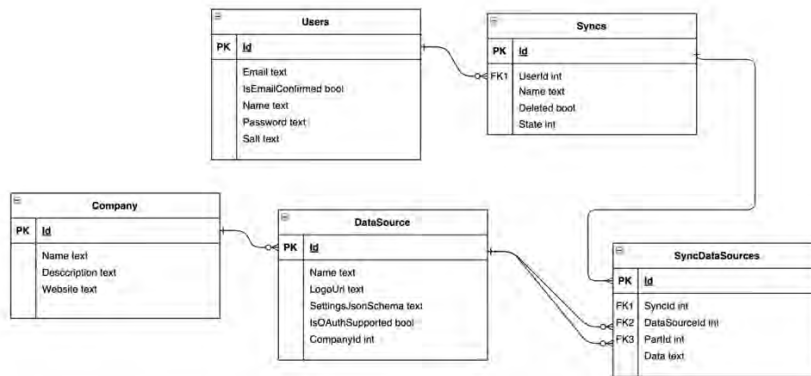 Users
PK Id
Email text
IsEmailConfirmed bool
Name text
Password text
Salt text
Syncs
PK Id
FK1 UserId int
Name text
Deleted bool
State int
Company
PK Id
Name text
Desccription text
Website text
DataSource
PK Id
Name text
LogoUrl text
SettingsJsonSchema text
IsOAuthSupported bool
CompanyId int
SyncDataSources
PK Id
FK1 SyncId int
FK2 DataSourceId int
FK3 PartId int
Data text